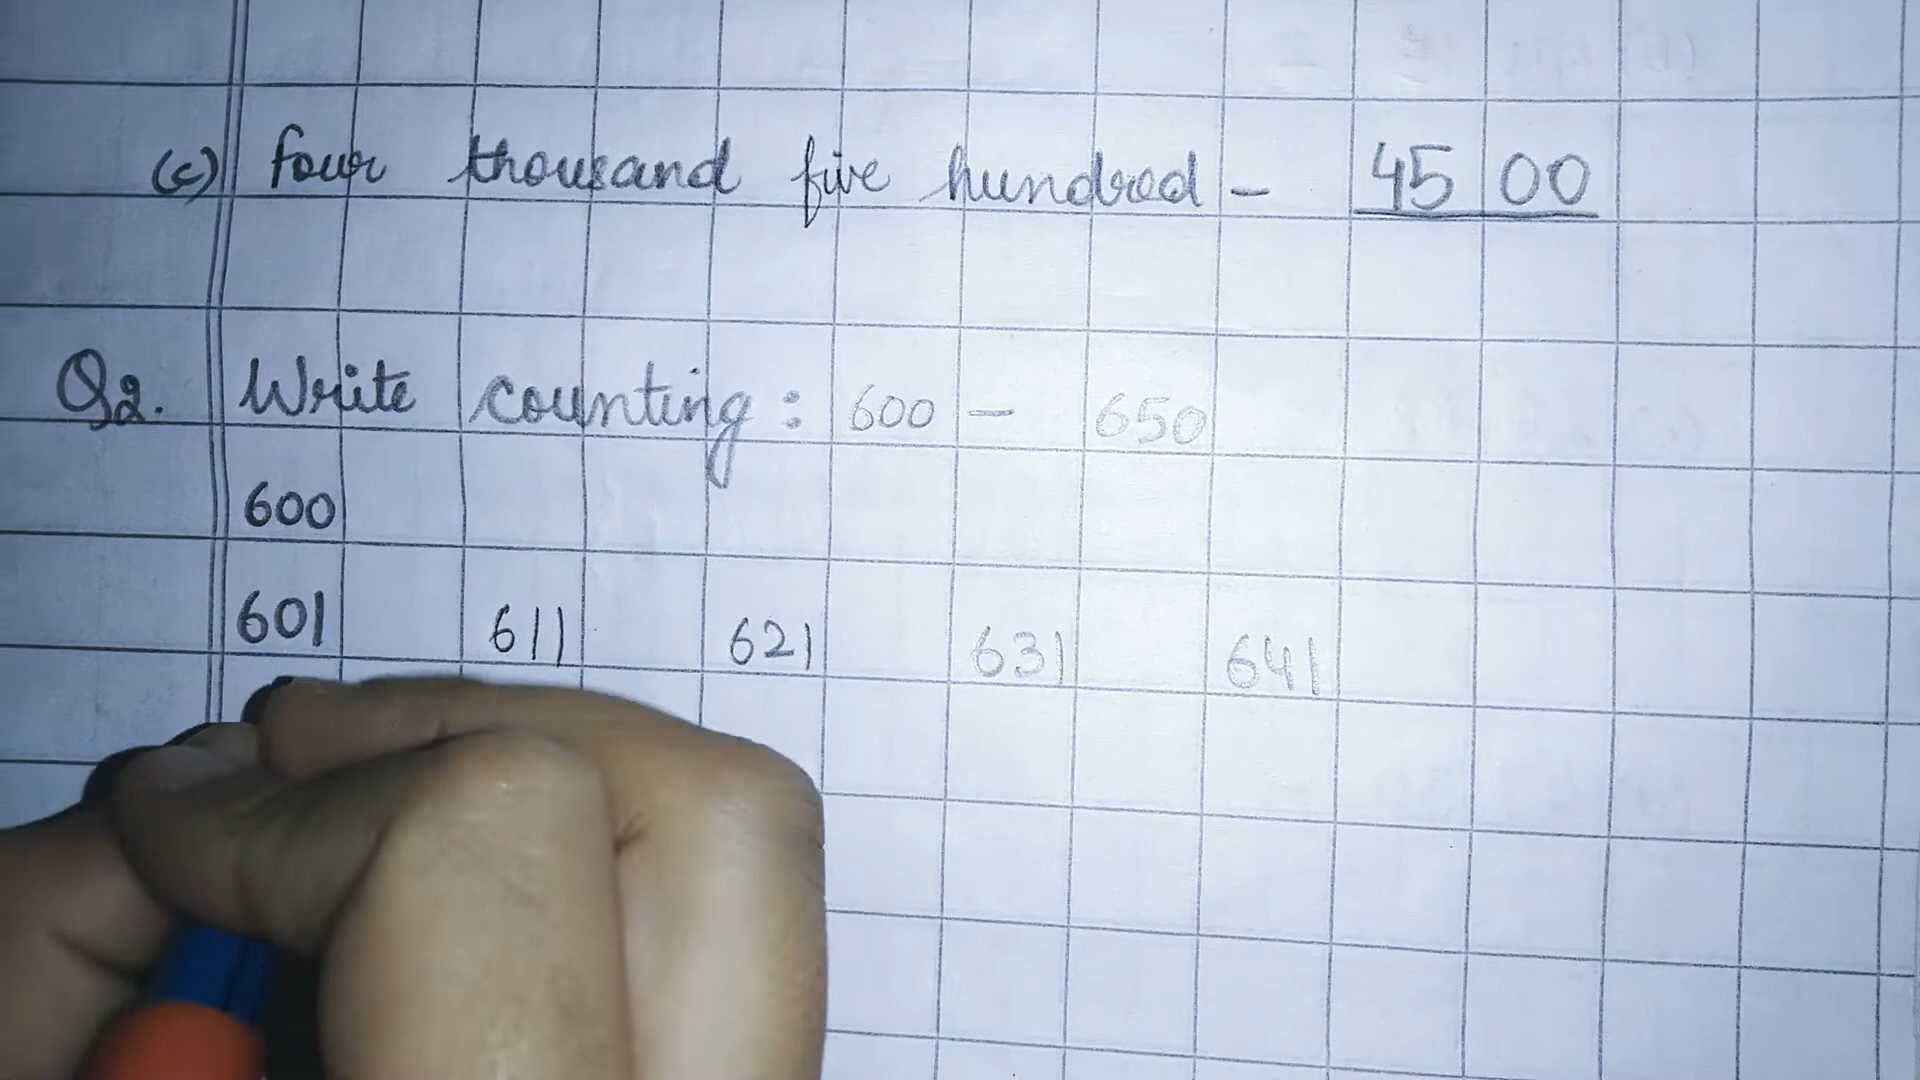 (c) four thousand five hundred - 4500
Q2. Write counting: 600 - 650
600
601 611 621 631 641